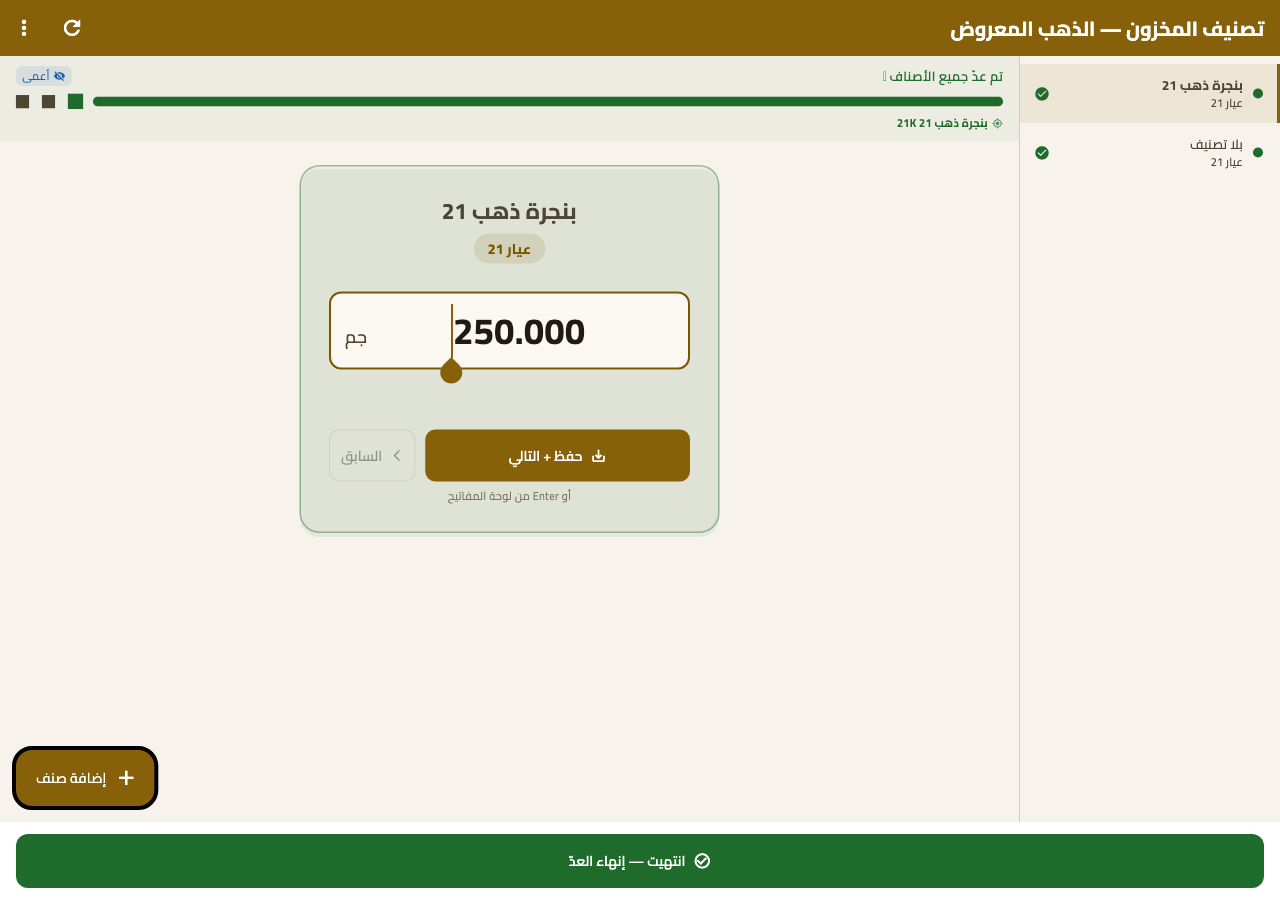 تصنيف المخزون — الذهب المعروض
بنجرة ذهب 21
عيار 21
بلا تصنيف
عيار 21
تم عدّ جميع الأصناف
أعمى
بنجرة ذهب 21 21K
بنجرة ذهب 21
عيار 21
250.000
جم
حفظ + التالي
السابق
أو Enter من لوحة المفاتيح
إضافة صنف
انتهيت — إنهاء العدّ